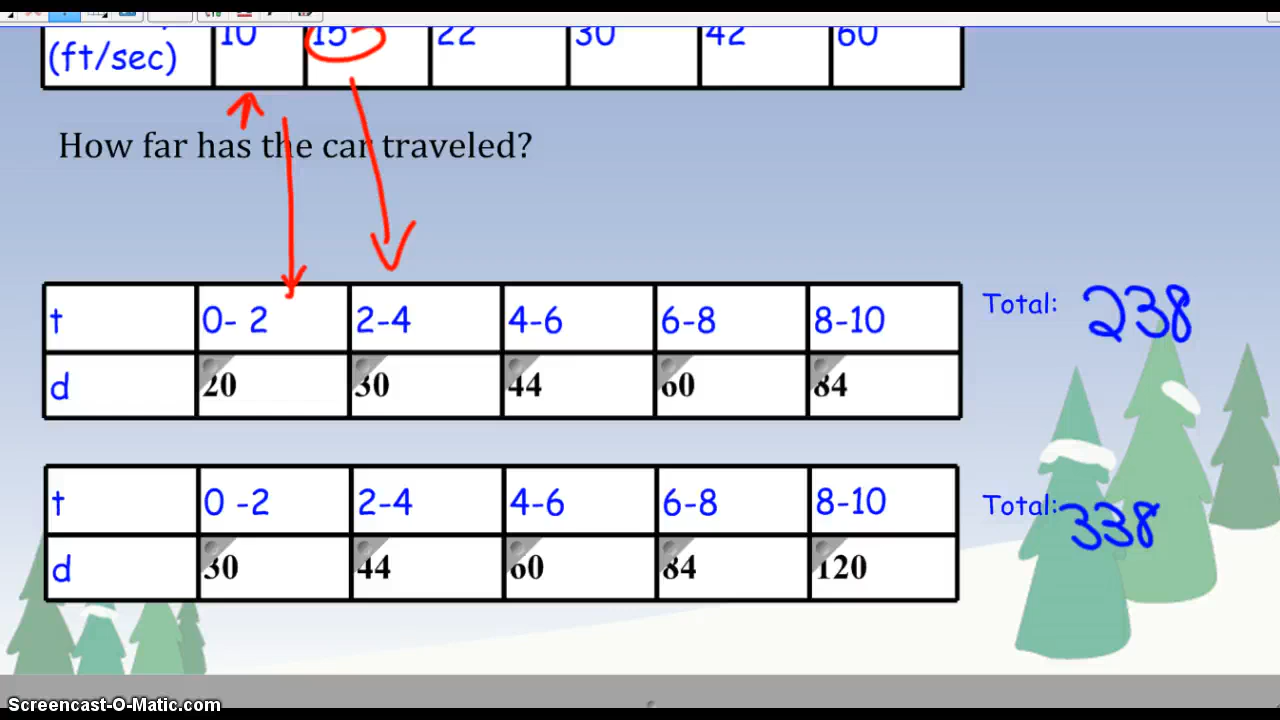 10 15 22 30 42 60
(ft/sec)
How far has the car traveled?
t 0- 2 2-4 4-6 6-8 8-10 Total: 238
d 20 30 44 60 84
t 0 -2 2-4 4-6 6-8 8-10 Total: 338
d 30 44 60 84 120
Screencast-O-Matic.com